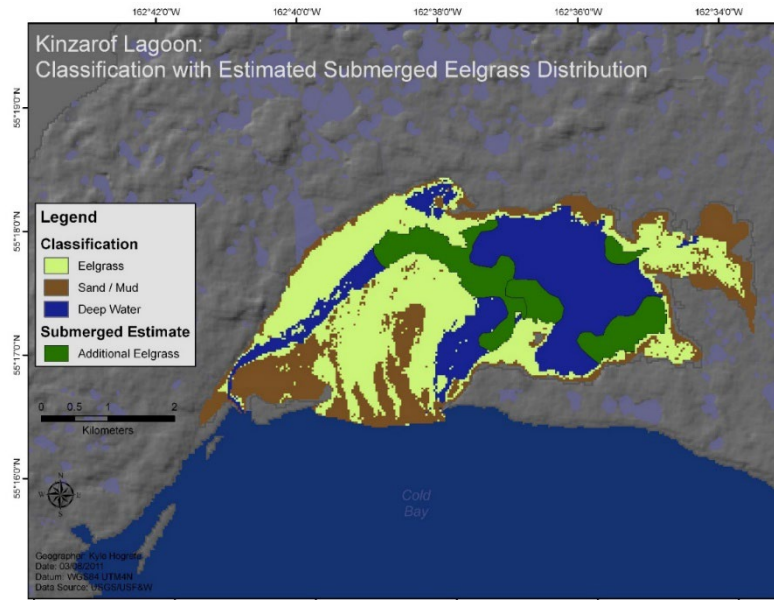 162°42'0"W
162°40'0"W
162°38'0"W
162°36'0"W
162°34'0"W
Kinzarof Lagoon:
Classification with Estimated Submerged Eelgrass Distribution
55°19'0"N
55°18'0"N
55°17'0"N
55°16'0"N
Legend
Classification
Eelgrass
Sand / Mud
Deep Water
Submerged Estimate
Additional Eelgrass
0 0.5 1 2
Kilometers
N
W E
S
Cold
Bay
Geographer: Kyle Hogrefe
Date: 03/08/2011
Datum: WGS84 UTM4N
Data Source: USGS/USF&W